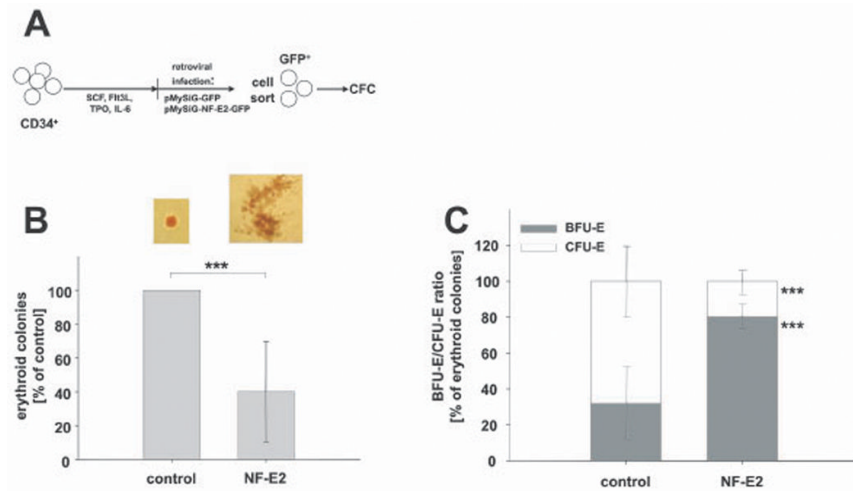 A
CD34⁺
SCF, Flt3L,
TPO, IL-6
retroviral
infection:
pMySiG-GFP
pMySiG-NF-E2-GFP
cell
sort
GFP⁺
CFC
B
***
erythroid colonies
[% of control]
100
80
60
40
20
0
control
NF-E2
C
BFU-E
CFU-E
BFU-E/CFU-E ratio
[% of erythroid colonies]
120
100
80
60
40
20
0
***
***
control
NF-E2